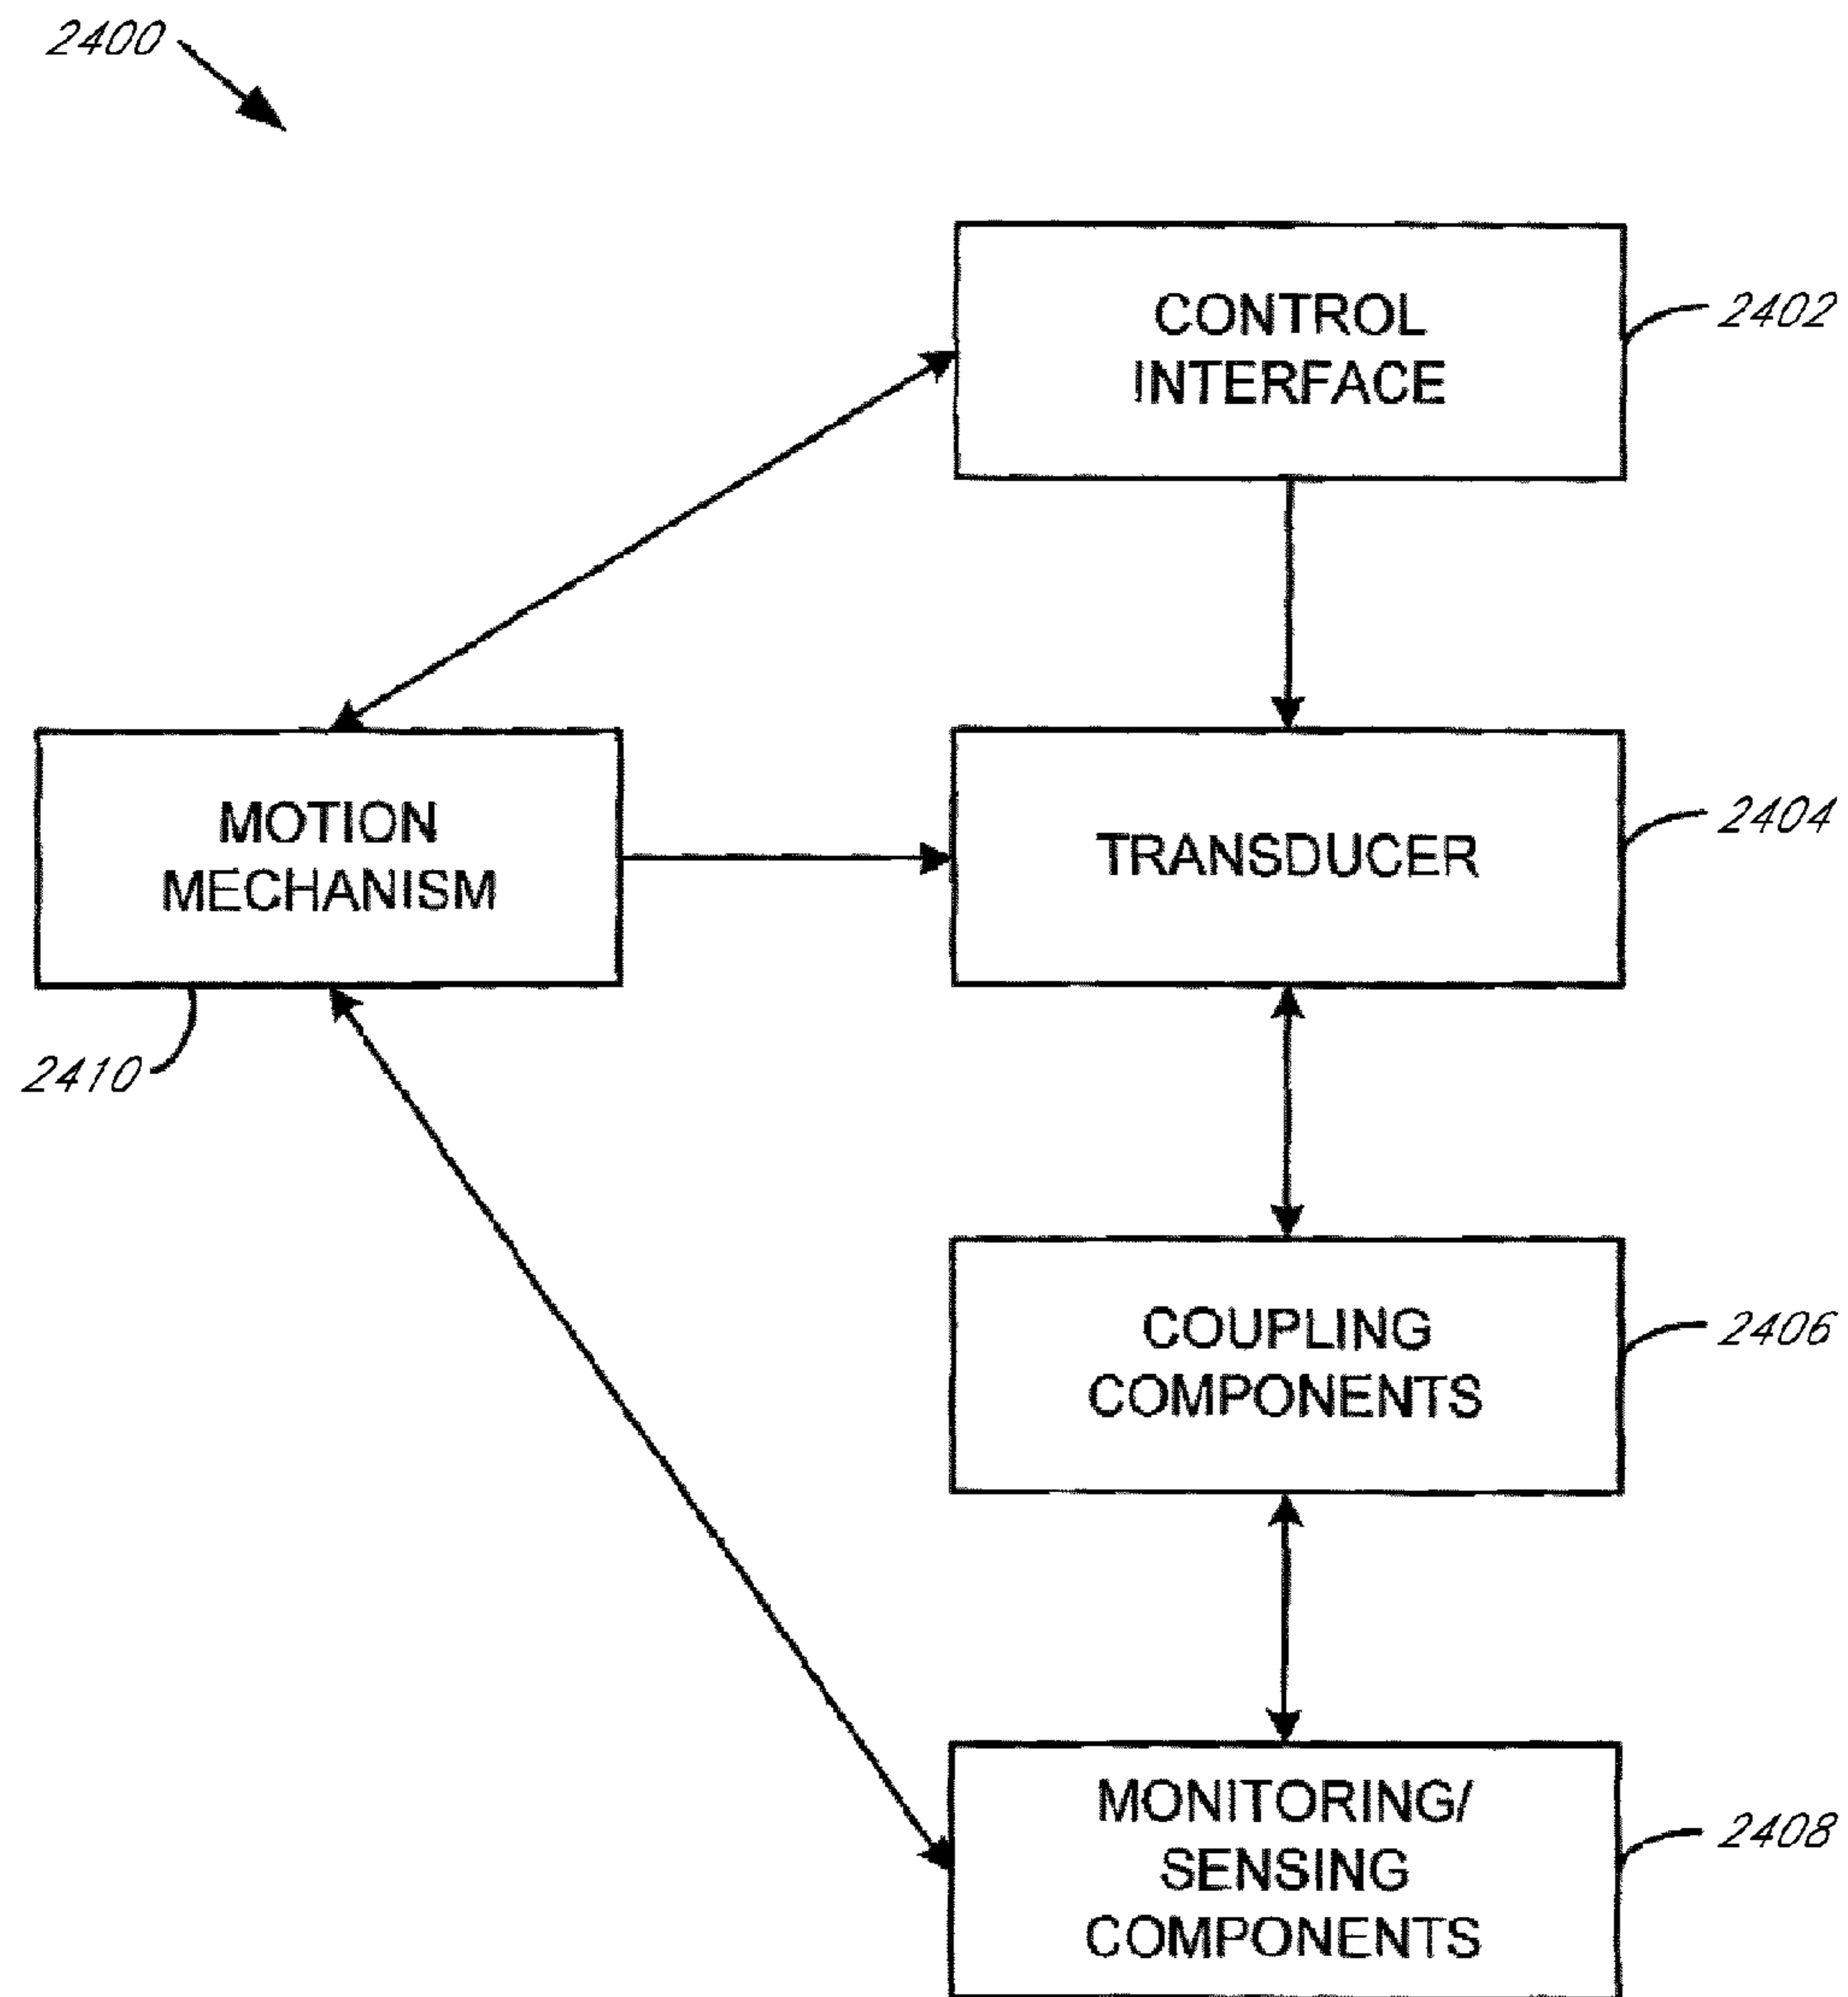 2400
CONTROL
INTERFACE
2402
MOTION
MECHANISM
2410
TRANSDUCER
2404
COUPLING
COMPONENTS
2406
MONITORING/
SENSING
COMPONENTS
2408